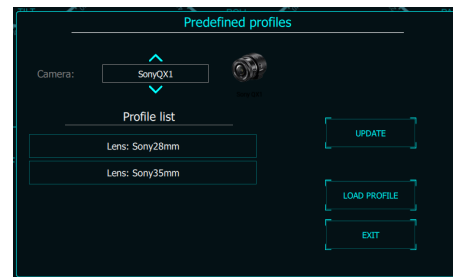 Predefined profiles
Camera:
SonyQX1
Profile list
UPDATE
Lens: Sony28mm
Lens: Sony35mm
LOAD PROFILE
EXIT